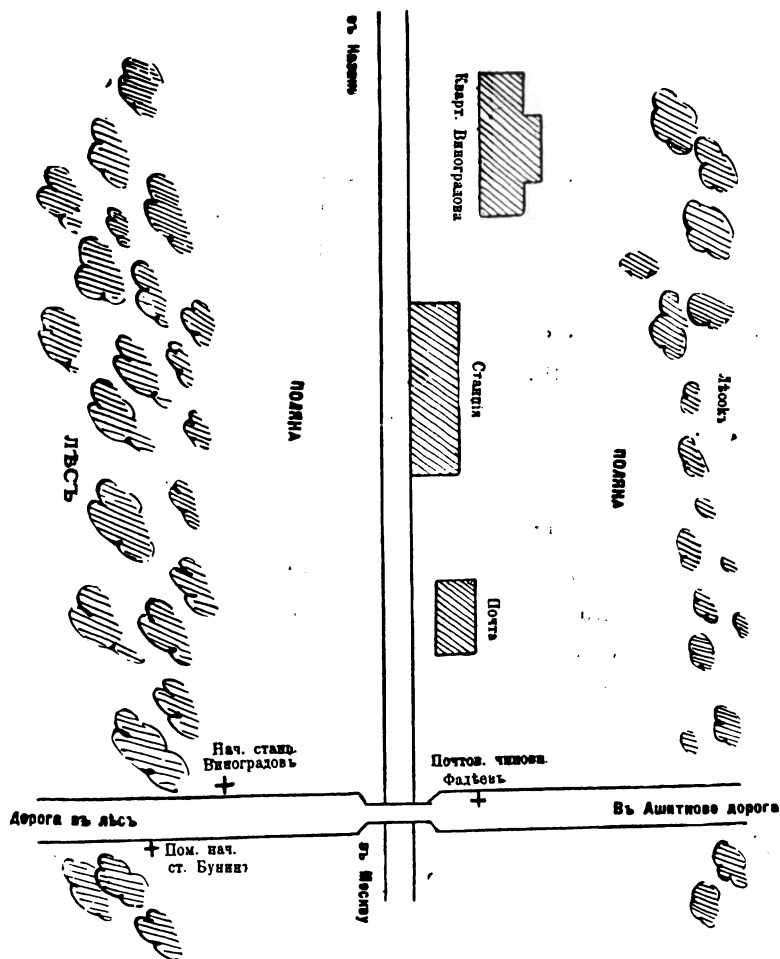 въ Казань
Кварт. Виноградова
Станція
Лѣсокъ
ПОЛЯНА
ПОЛЯНА
ЛѢСЪ
Почта
Нач. станц.
Виноградовъ
Почтов. чиновн.
Фадѣевъ
Дорога въ лѣсъ
Въ Ашитково дорога
Пом. нач.
ст. Бунинъ
въ Москву